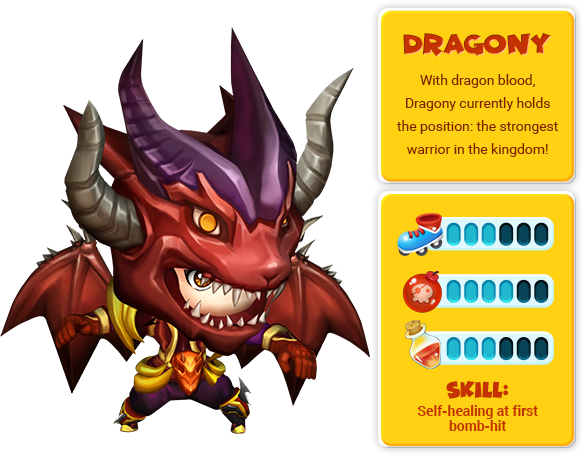 DRAGONY
With dragon blood,
Dragony currently holds
the position: the strongest
warrior in the kingdom!
SKILL:
Self-healing at first
bomb-hit